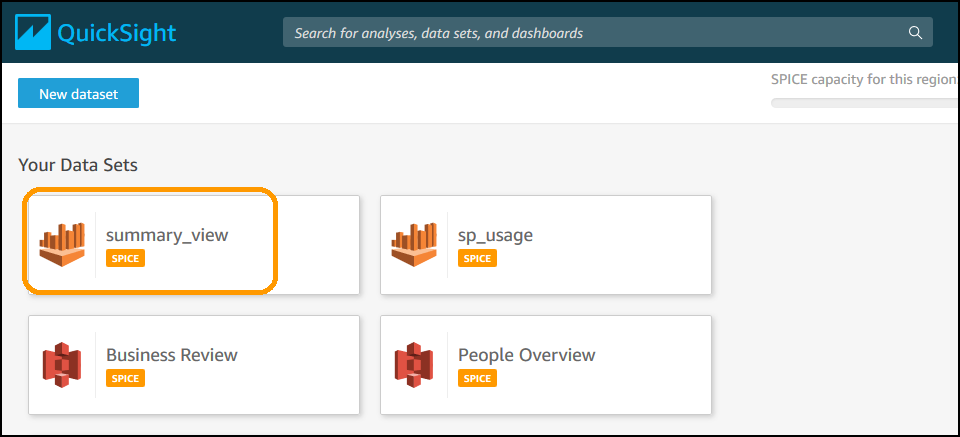 QuickSight
Search for analyses, data sets, and dashboards
New dataset
SPICE capacity for this region
Your Data Sets
summary_view
SPICE
sp_usage
SPICE
Business Review
SPICE
People Overview
SPICE